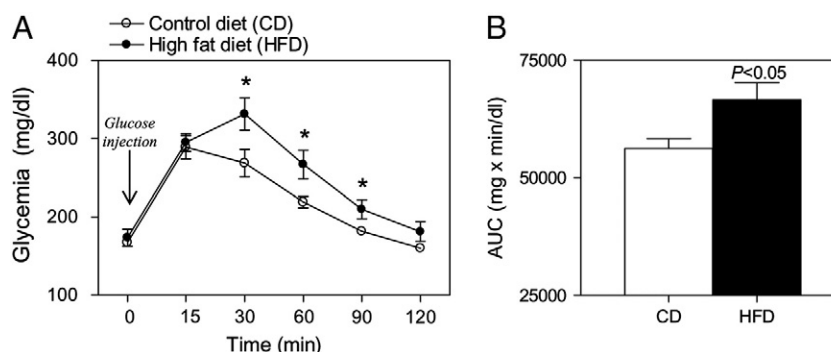 A
Control diet (CD)
High fat diet (HFD)
400
300
200
100
Glycemia (mg/dl)
Glucose
injection
*
*
*
0 15 30 60 90 120
Time (min)
B
75000
50000
25000
AUC (mg x min/dl)
P<0.05
CD HFD